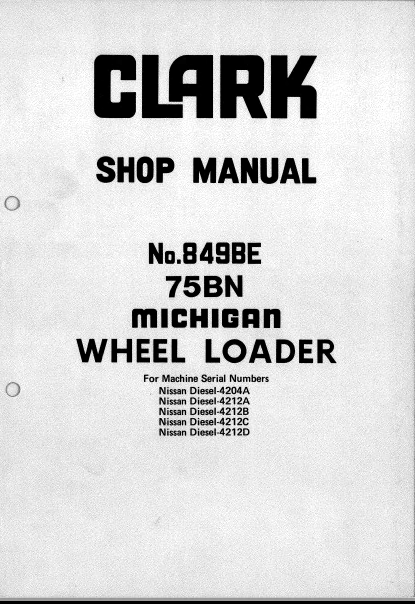 CLARK
SHOP MANUAL
No.849BE
75BN
MICHIGAN
WHEEL LOADER
For Machine Serial Numbers
Nissan Diesel-4204A
Nissan Diesel-4212A
Nissan Diesel-4212B
Nissan Diesel-4212C
Nissan Diesel-4212D